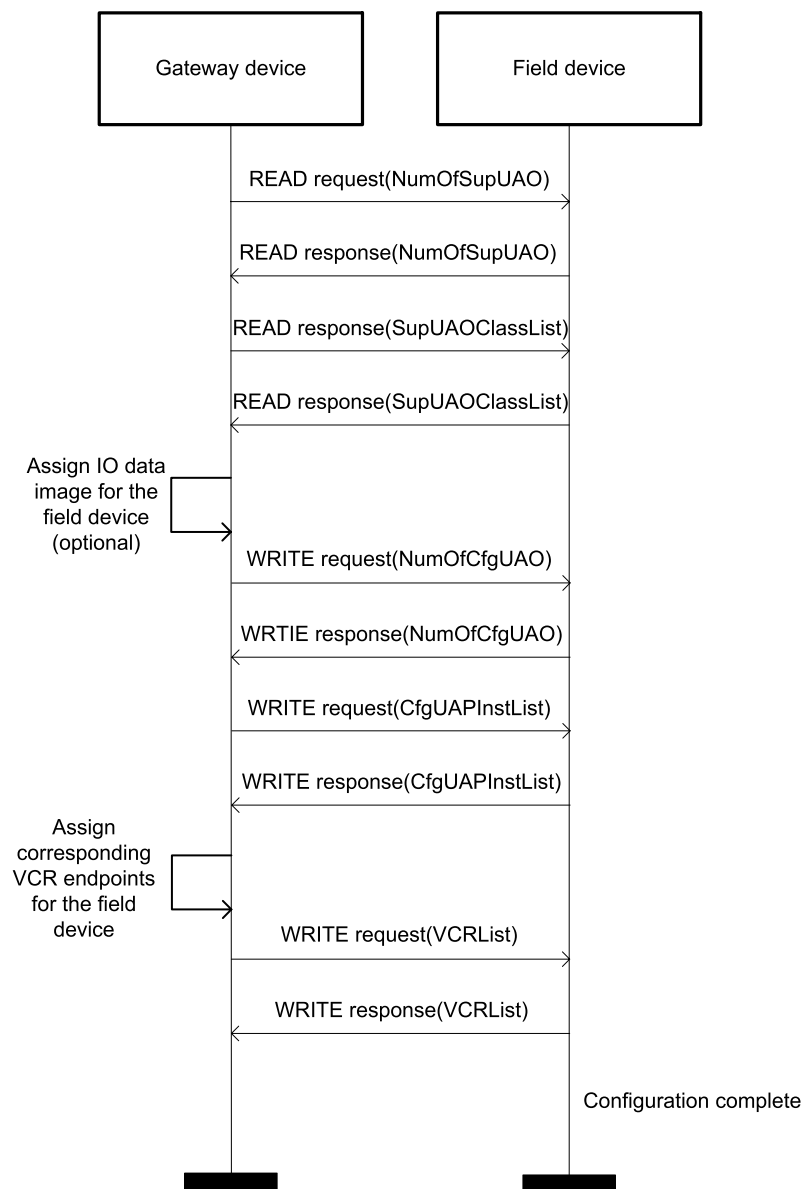 Gateway device
Field device
READ request(NumOfSupUAO)
READ response(NumOfSupUAO)
READ response(SupUAOClassList)
READ response(SupUAOClassList)
Assign IO data
image for the
field device
(optional)
WRITE request(NumOfCfgUAO)
WRTIE response(NumOfCfgUAO)
WRITE request(CfgUAPInstList)
WRITE response(CfgUAPInstList)
Assign
corresponding
VCR endpoints
for the field
device
WRITE request(VCRList)
WRITE response(VCRList)
Configuration complete